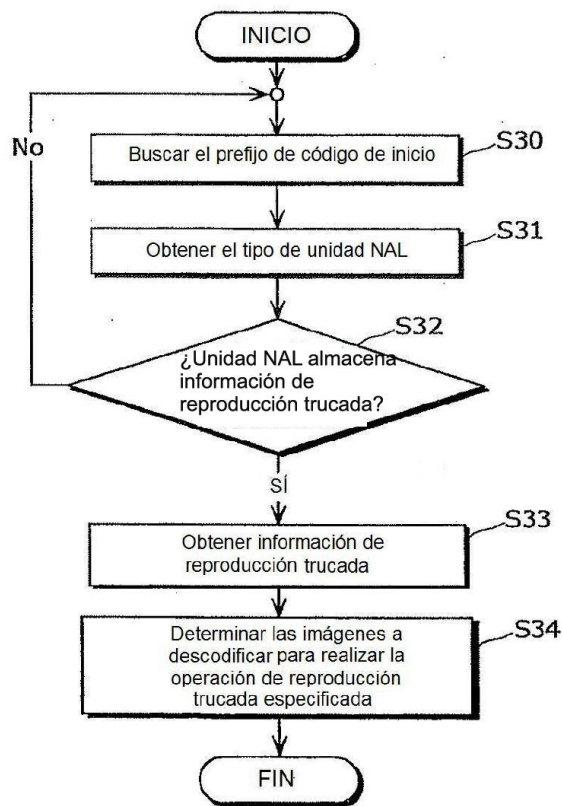 INICIO
No
Buscar el prefijo de código de inicio
S30
Obtener el tipo de unidad NAL
S31
S32
¿Unidad NAL almacena
información de
reproducción trucada?
SÍ
S33
Obtener información de
reproducción trucada
S34
Determinar las imágenes a
descodificar para realizar la
operación de reproducción
trucada especificada
FIN